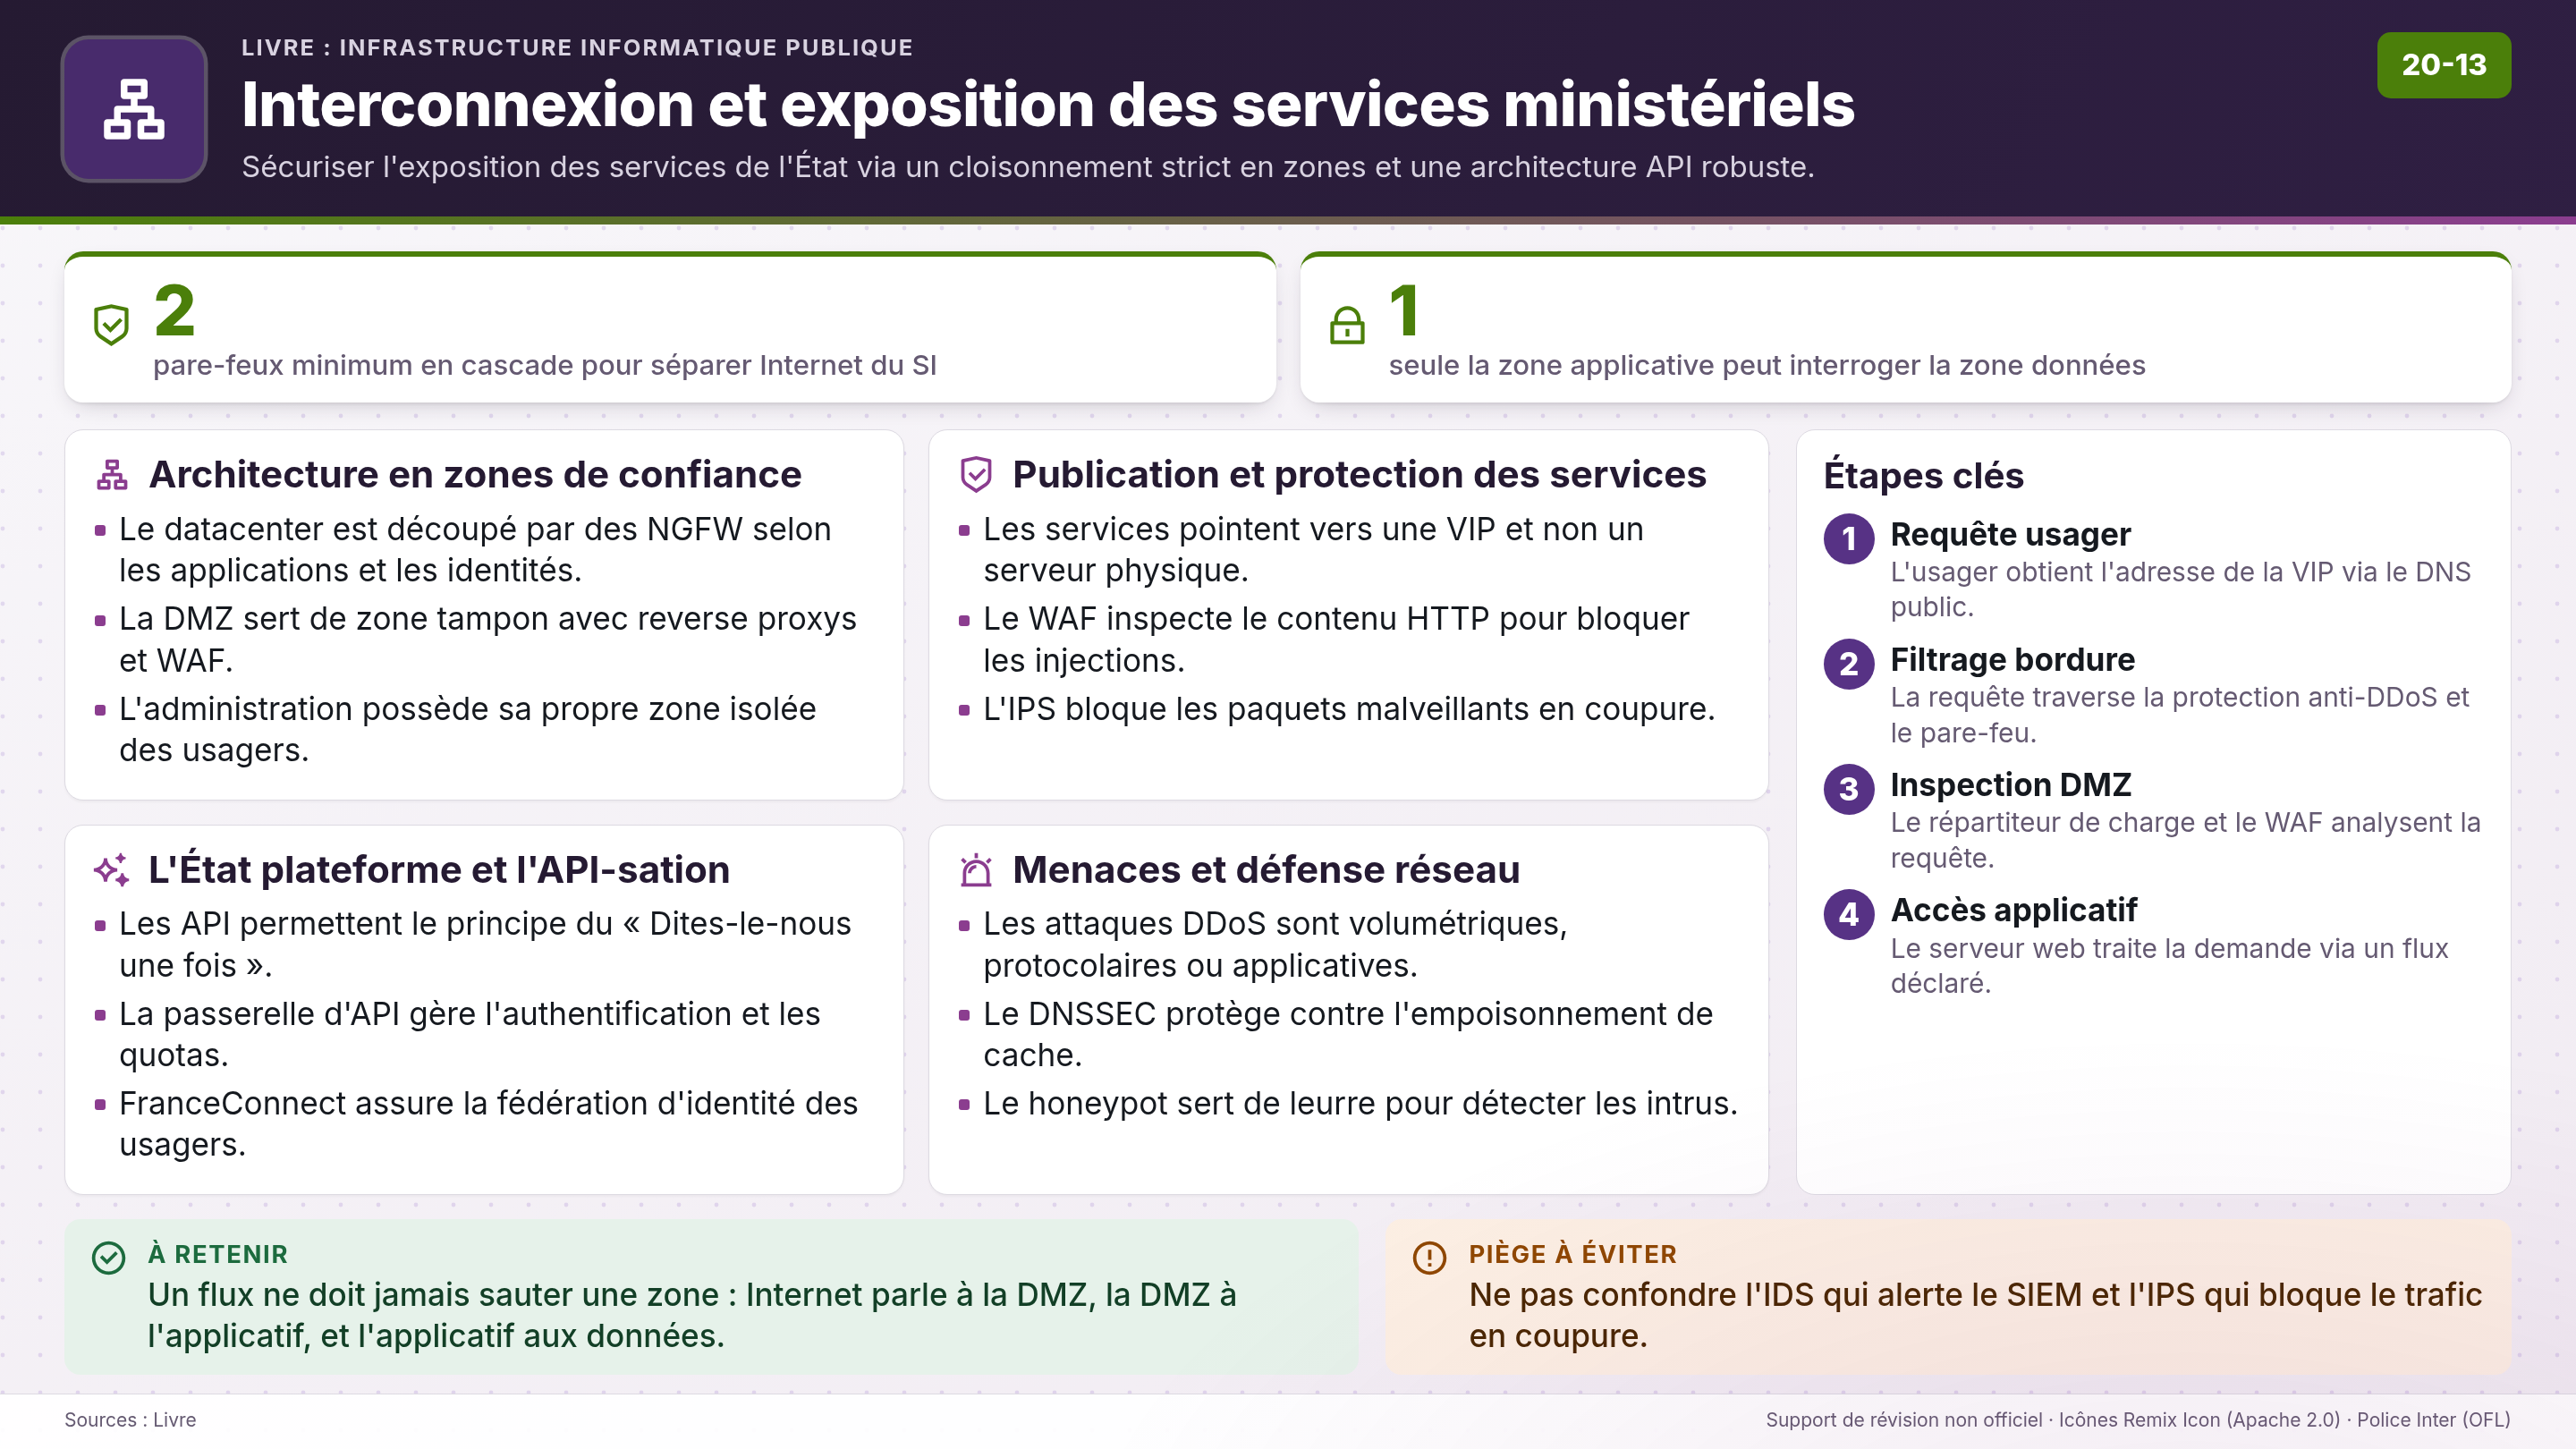 LIVRE : INFRASTRUCTURE INFORMATIQUE PUBLIQUE
Interconnexion et exposition des services ministériels
Sécuriser l'exposition des services de l'État via un cloisonnement strict en zones et une architecture API robuste.
20-13
2
pare-feux minimum en cascade pour séparer Internet du SI
1
seule la zone applicative peut interroger la zone données
Architecture en zones de confiance
Le datacenter est découpé par des NGFW selon
les applications et les identités.
La DMZ sert de zone tampon avec reverse proxys
et WAF.
L'administration possède sa propre zone isolée
des usagers.
Publication et protection des services
Les services pointent vers une VIP et non un
serveur physique.
Le WAF inspecte le contenu HTTP pour bloquer
les injections.
L'IPS bloque les paquets malveillants en coupure.
L'État plateforme et l'API-sation
Les API permettent le principe du « Dites-le-nous
une fois ».
La passerelle d'API gère l'authentification et les
quotas.
FranceConnect assure la fédération d'identité des
usagers.
Menaces et défense réseau
Les attaques DDoS sont volumétriques,
protocolaires ou applicatives.
Le DNSSEC protège contre l'empoisonnement de
cache.
Le honeypot sert de leurre pour détecter les intrus.
Étapes clés
1
Requête usager
L'usager obtient l'adresse de la VIP via le DNS
public.
2
Filtrage bordure
La requête traverse la protection anti-DDoS et
le pare-feu.
3
Inspection DMZ
Le répartiteur de charge et le WAF analysent la
requête.
4
Accès applicatif
Le serveur web traite la demande via un flux
déclaré.
À RETENIR
Un flux ne doit jamais sauter une zone : Internet parle à la DMZ, la DMZ à
l'applicatif, et l'applicatif aux données.
PIÈGE À ÉVITER
Ne pas confondre l'IDS qui alerte le SIEM et l'IPS qui bloque le trafic
en coupure.
Sources : Livre
Support de révision non officiel · Icônes Remix Icon (Apache 2.0) · Police Inter (OFL)